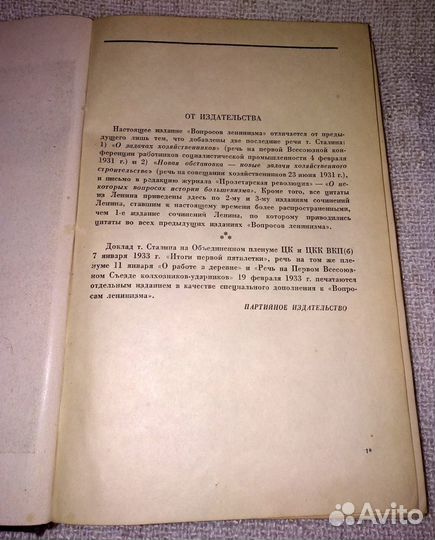 ОТ ИЗДАТЕЛЬСТВА
Настоящее издание «Вопросов ленинизма» отличается от преды-
дущего лишь тем, что добавлены две последние речи т. Сталина:
1) «О задачах хозяйственников» (речь на первой Всесоюзной кон-
ференции работников социалистической промышленности 4 февраля
1931 г.) и 2) «Новая обстановка — новые задачи хозяйственного
строительства» (речь на совещании хозяйственников 23 июня 1931 г.),
и письмо в редакцию журнала «Пролетарская революция» — «О не-
которых вопросах истории большевизма». Кроме того, все цитаты
из Ленина приведены здесь по 2-му и 3-му изданиям сочинений
Ленина, ставшим к настоящему времени более распространенным,
чем 1-е издание сочинений Ленина, по которому приводились
цитаты во всех предыдущих изданиях «Вопросов ленинизма».
***
Доклад т. Сталина на Объединенном пленуме ЦК и ЦКК ВКП(б)
7 января 1933 г. «Итоги первой пятилетки», речь на том же пле-
нуме 11 января «О работе в деревне» и «Речь на Первом Всесоюз-
ном Съезде колхозников-ударников» 19 февраля 1933 г. печатаются
отдельным изданием в качестве специального дополнения к «Вопро-
сам ленинизма».
ПАРТИЙНОЕ ИЗДАТЕЛЬСТВО
1*
Avito